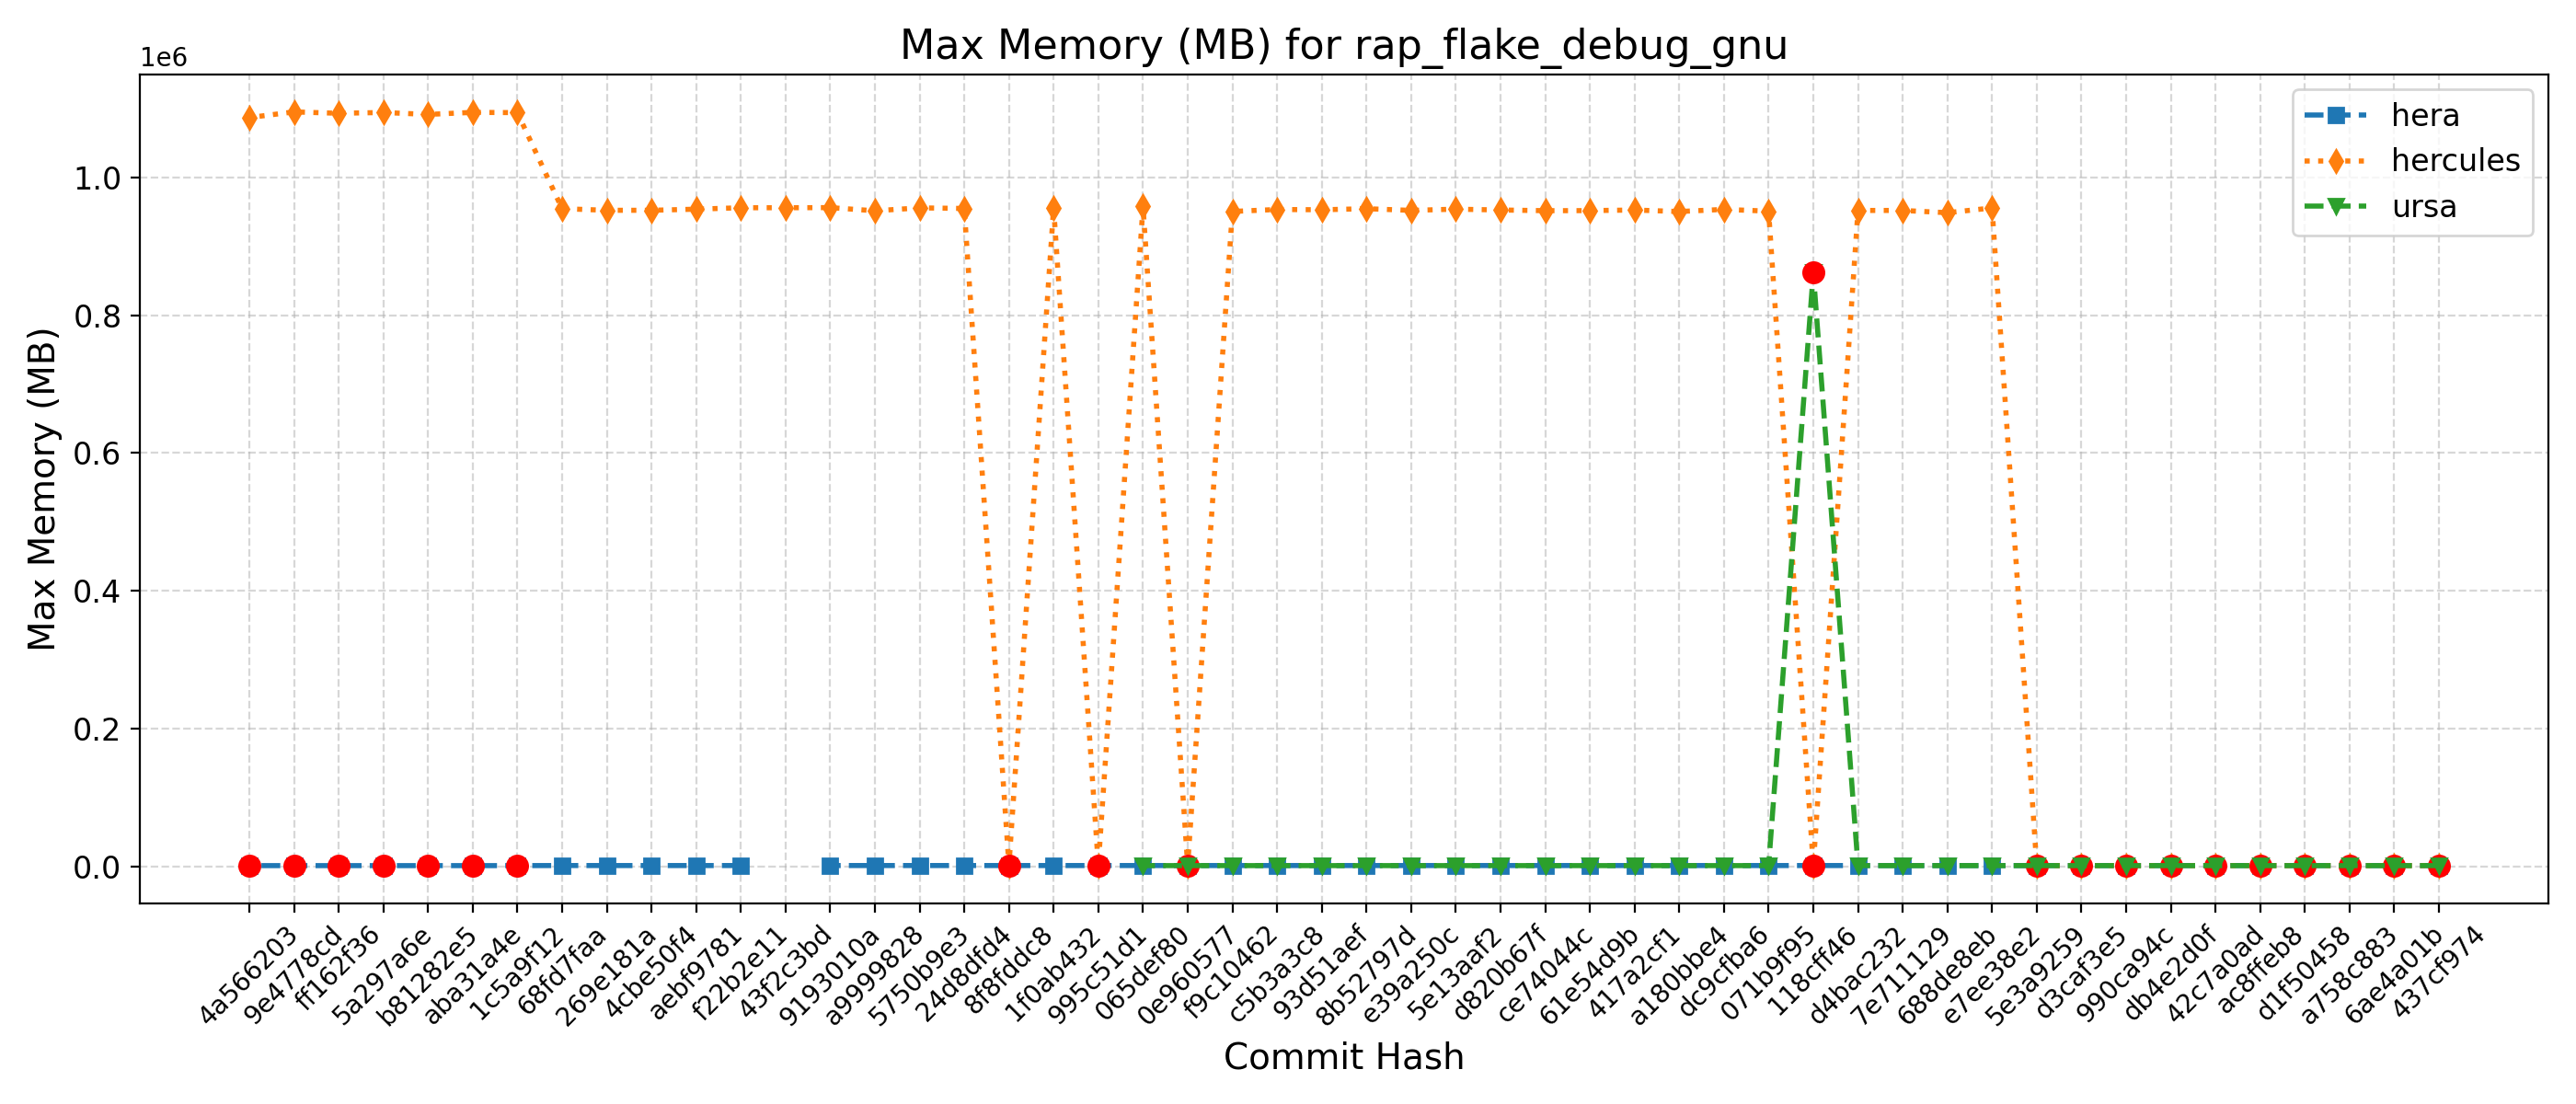 Max Memory (MB) for rap_flake_debug_gnu
1e6
1.0
0.8
0.6
0.4
0.2
0.0
Max Memory (MB)
hera
hercules
ursa
4a566203
9e4778cd
ff162f36
5a297a6e
b81282e5
aba31a4e
1c5a9f12
68fd7faa
269e181a
4cbe50f4
aebf9781
f22b2e11
43f2c3bd
9193010a
a9999828
5750b9e3
24d8dfd4
8f8fddc8
1f0ab432
995c51d1
065def80
0e960577
f9c10462
c5b3a3c8
93d51aef
8b52797d
e39a250c
5e13aaf2
d820b67f
ce74044c
61e54d9b
417a2cf1
a180bbe4
dc9cfba6
071b9f95
118cff46
d4bac232
7e711129
688de8eb
e7ee38e2
5e3a9259
d3caf3e5
990ca94c
db4e2d0f
42c7a0ad
ac8ffeb8
d1f50458
a758c883
6ae4a01b
437cf974
Commit Hash